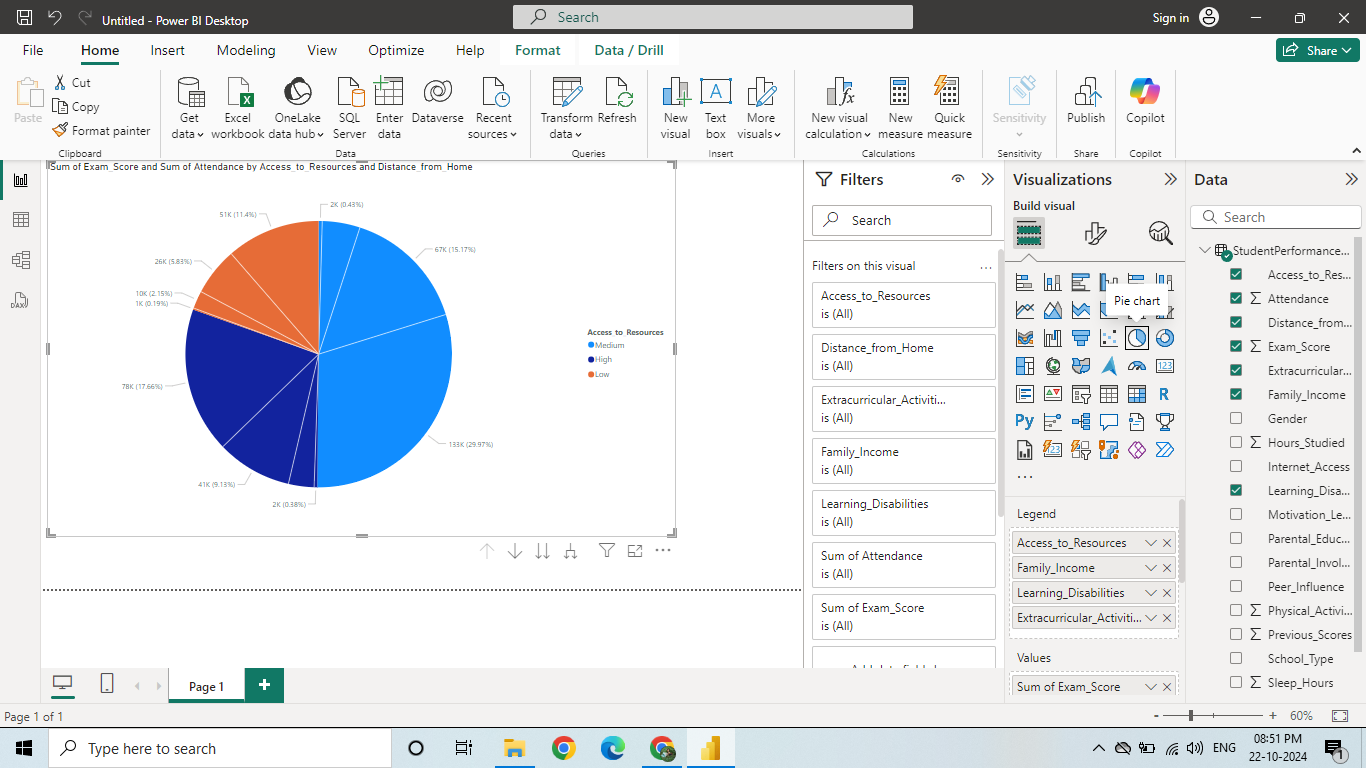 Untitled - Power BI Desktop
Search
Sign in
File
Home
Insert
Modeling
View
Optimize
Help
Format
Data / Drill
Share
Paste
Cut
Copy
Format painter
Clipboard
Get
data
Excel
workbook
OneLake
data hub
SQL
Server
Enter
data
Dataverse
Recent
sources
Data
Transform
data
Refresh
Queries
New
visual
Text
box
More
visuals
Insert
New visual
calculation
New
measure
Quick
measure
Calculations
Sensitivity
Sensitivity
Publish
Share
Copilot
Copilot
Sum of Exam_Score and Sum of Attendance by Access_to_Resources and Distance_from_Home
2K (0.43%)
67K (15.17%)
133K (29.97%)
2K (0.38%)
41K (9.13%)
78K (17.66%)
1K (0.19%)
10K (2.15%)
26K (5.83%)
51K (11.4%)
Access_to_Resources
Medium
High
Low
Filters
Search
Filters on this visual
Access_to_Resources
is (All)
Distance_from_Home
is (All)
Extracurricular_Activiti...
is (All)
Family_Income
is (All)
Learning_Disabilities
is (All)
Sum of Attendance
is (All)
Sum of Exam_Score
is (All)
Visualizations
Build visual
Pie chart
123
R
Py
123
Legend
Access_to_Resources
Family_Income
Learning_Disabilities
Extracurricular_Activiti...
Values
Sum of Exam_Score
Data
Search
StudentPerformance...
Access_to_Res...
Attendance
Distance_from...
Exam_Score
Extracurricular...
Family_Income
Gender
Hours_Studied
Internet_Access
Learning_Disa...
Motivation_Le...
Parental_Educ...
Parental_Invol...
Peer_Influence
Physical_Activi...
Previous_Scores
School_Type
Sleep_Hours
DAX
Page 1
Page 1 of 1
60%
Type here to search
ENG
08:51 PM
22-10-2024
1